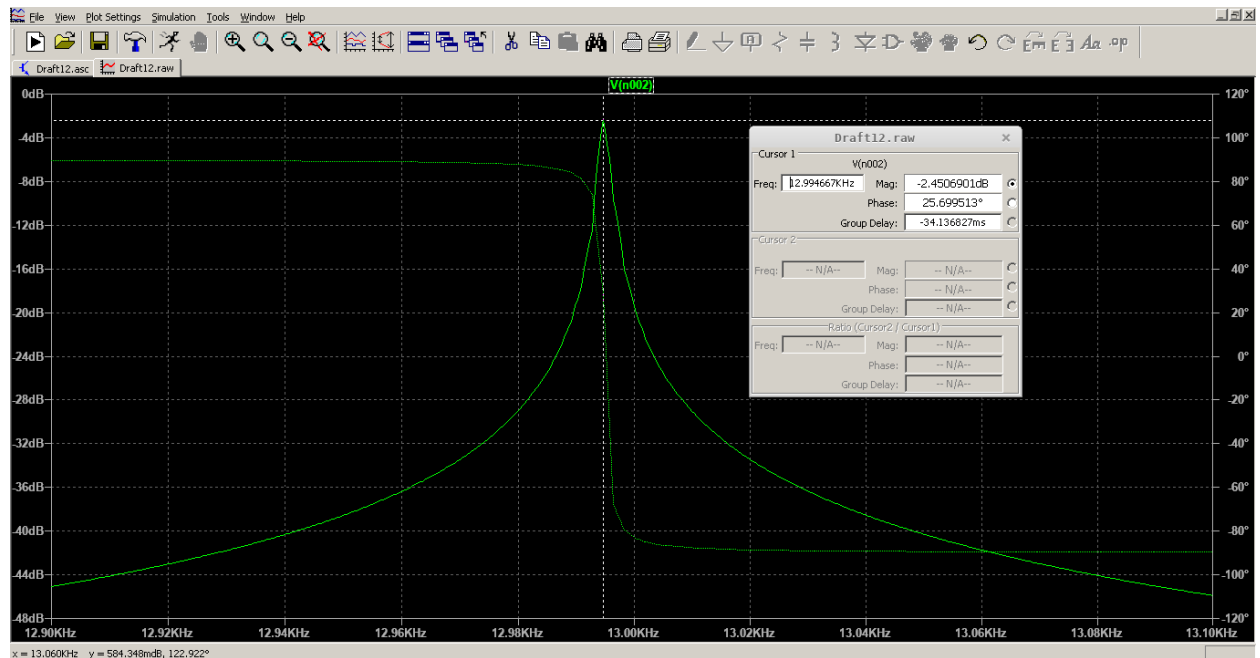 File View Plot Settings Simulation Tools Window Help
Draft12.asc Draft12.raw
V(n002)
0dB 120°
-4dB 100°
-8dB 80°
-12dB 60°
-16dB 40°
-20dB 20°
-24dB 0°
-28dB -20°
-32dB -40°
-36dB -60°
-40dB -80°
-44dB -100°
-48dB -120°
12.90KHz 12.92KHz 12.94KHz 12.96KHz 12.98KHz 13.00KHz 13.02KHz 13.04KHz 13.06KHz 13.08KHz 13.10KHz
Draft12.raw
Cursor 1
V(n002)
Freq: 12.994667KHz Mag: -2.4506901dB
Phase: 25.699513°
Group Delay: -34.136827ms
Cursor 2
Freq: -- N/A-- Mag: -- N/A--
Phase: -- N/A--
Group Delay: -- N/A--
Ratio (Cursor2 / Cursor1)
Freq: -- N/A-- Mag: -- N/A--
Phase: -- N/A--
Group Delay: -- N/A--
x = 13.060KHz y = 584.348mdB, 122.922°